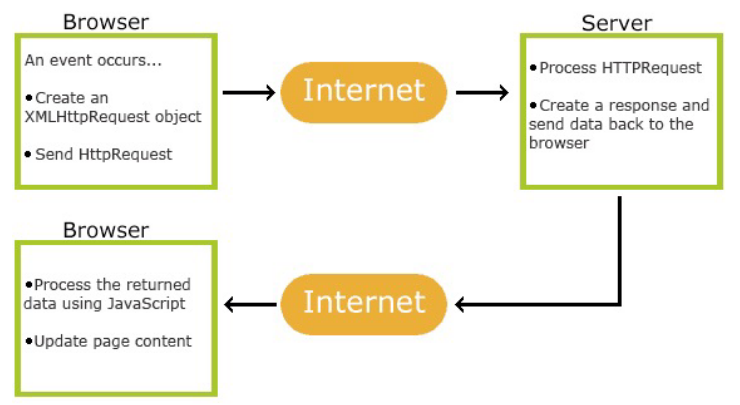 Browser
An event occurs...
•Create an
XMLHttpRequest object
• Send HttpRequest
Internet
Server
• Process HTTPRequest
• Create a response and
send data back to the
browser
Browser
•Process the returned
data using JavaScript
•Update page content
Internet